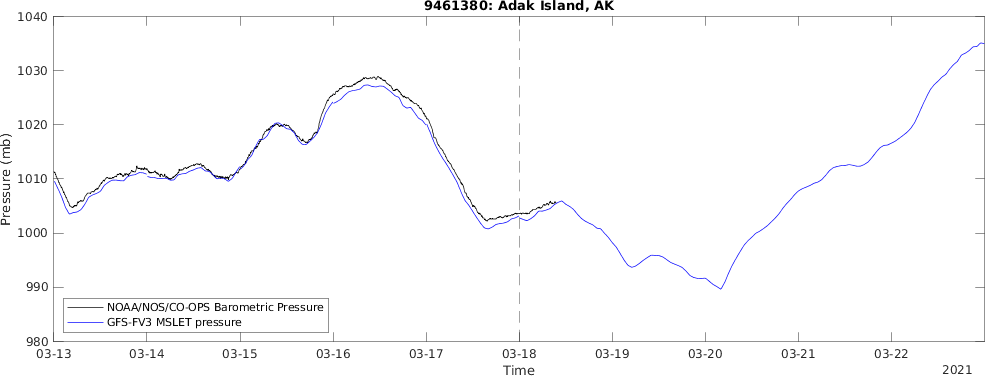 9461380: Adak Island, AK
Pressure (mb)
1040
1030
1020
1010
1000
990
980
NOAA/NOS/CO-OPS Barometric Pressure
GFS-FV3 MSLET pressure
03-13 03-14 03-15 03-16 03-17 03-18 03-19 03-20 03-21 03-22
Time
2021